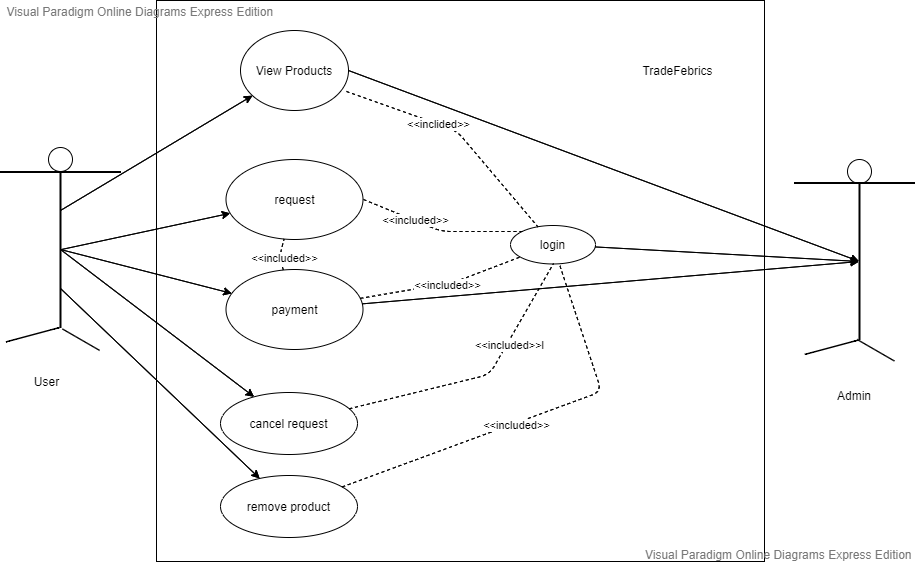 Visual Paradigm Online Diagrams Express Edition
View Products
TradeFebrics
<<inclided>>
request
<<included>>
login
<<included>>
<<included>>
payment
<<included>>l
User
Admin
cancel request
<<included>>
remove product
Visual Paradigm Online Diagrams Express Edition